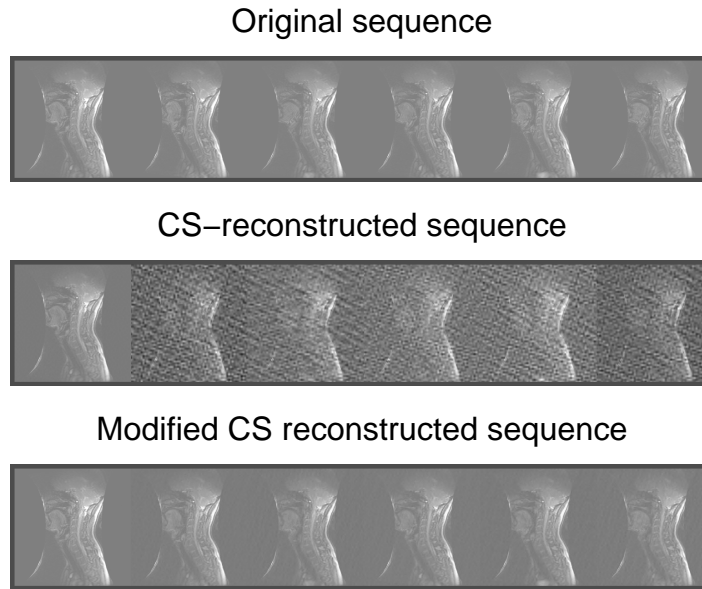 Original sequence
CS−reconstructed sequence
Modified CS reconstructed sequence